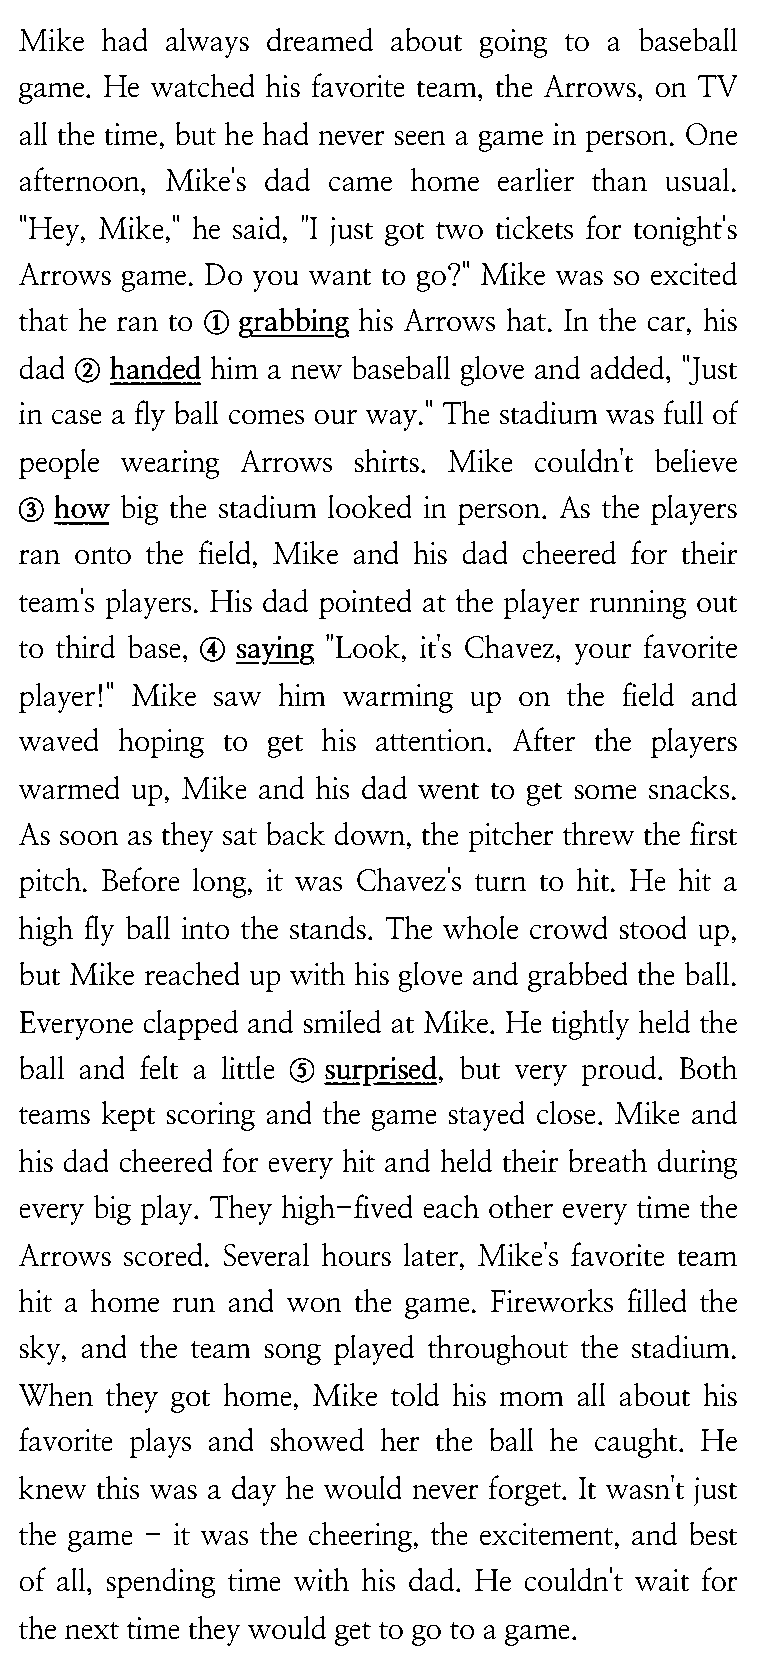 Mike had always dreamed about going to a baseball
game. He watched his favorite team, the Arrows, on TV
all the time, but he had never seen a game in person. One
afternoon, Mike's dad came home earlier than usual.
"Hey, Mike," he said, "I just got two tickets for tonight's
Arrows game. Do you want to go?" Mike was so excited
that he ran to ① grabbing his Arrows hat. In the car, his
dad ② handed him a new baseball glove and added, "Just
in case a fly ball comes our way." The stadium was full of
people wearing Arrows shirts. Mike couldn't believe
③ how big the stadium looked in person. As the players
ran onto the field, Mike and his dad cheered for their
team's players. His dad pointed at the player running out
to third base, ④ saying "Look, it's Chavez, your favorite
player!" Mike saw him warming up on the field and
waved hoping to get his attention. After the players
warmed up, Mike and his dad went to get some snacks.
As soon as they sat back down, the pitcher threw the first
pitch. Before long, it was Chavez's turn to hit. He hit a
high fly ball into the stands. The whole crowd stood up,
but Mike reached up with his glove and grabbed the ball.
Everyone clapped and smiled at Mike. He tightly held the
ball and felt a little ⑤ surprised, but very proud. Both
teams kept scoring and the game stayed close. Mike and
his dad cheered for every hit and held their breath during
every big play. They high-fived each other every time the
Arrows scored. Several hours later, Mike's favorite team
hit a home run and won the game. Fireworks filled the
sky, and the team song played throughout the stadium.
When they got home, Mike told his mom all about his
favorite plays and showed her the ball he caught. He
knew this was a day he would never forget. It wasn't just
the game - it was the cheering, the excitement, and best
of all, spending time with his dad. He couldn't wait for
the next time they would get to go to a game.